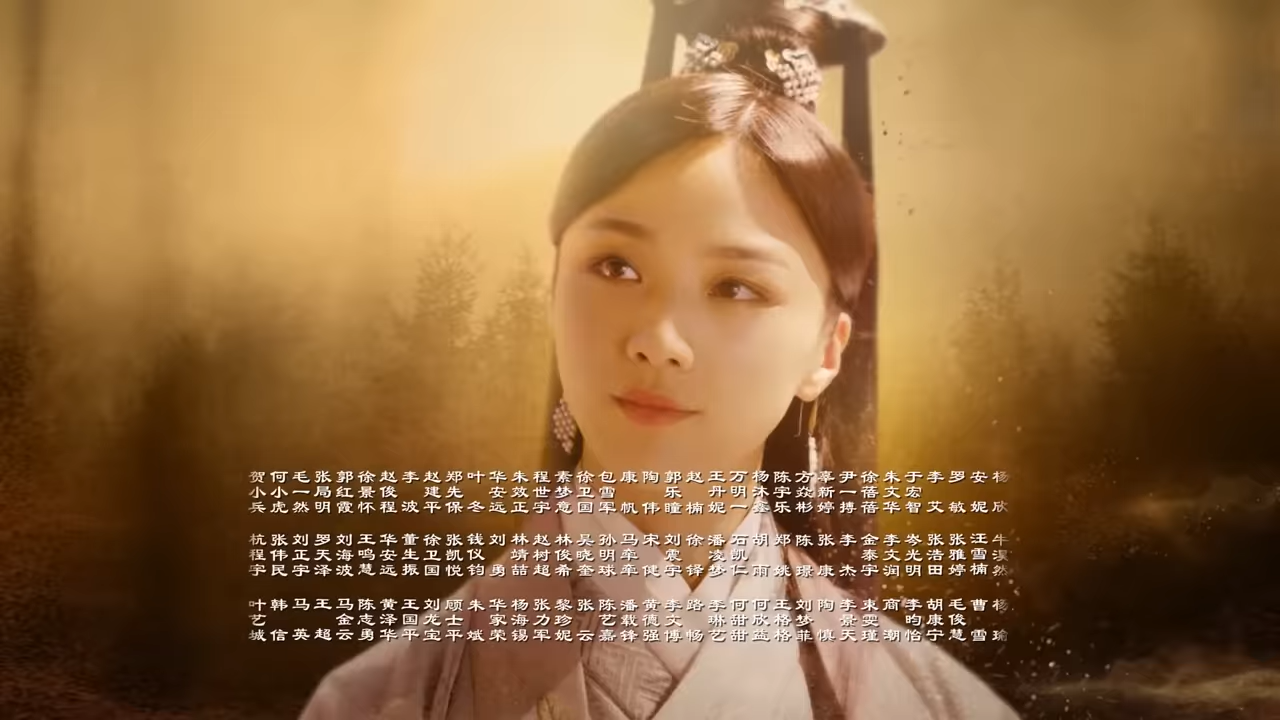 贺小兵
何小虎
毛一然
张局明
郭红霞
徐景怀
赵俊程
李波
赵建平
郑先保
叶冬
华安远
朱效正
程世宇
素梦意
徐卫国
包雪军
康帆
陶伟
郭乐瞳
赵楠
王丹妮
万明一
杨沐鑫
陈宇乐
方焱彬
辜新婷
尹一搏
徐蓓蓓
朱文华
于宏智
李艾
罗敏
安妮
杨欣
杭程宇
张伟民
刘正宇
罗天泽
刘海波
王鸣慧
华安远
董生振
徐卫国
张凯悦
钱仪钧
刘勇
林靖喆
赵树超
林俊希
吴晓奎
孙明球
马牵牵
宋健
刘震宇
徐铎
潘凌步
石凯仁
胡雨
郑姚
陈璟
张康
李杰
金泰宇
李文润
岑光明
张浩田
张雅婷
汪雪楠
牛淏然
叶艺城
韩信
马英
王超
马金云
陈志勇
黄泽华
王国平
刘龙宝
顾士平
朱斌
华家荣
杨海锡
张力军
黎珍妮
张云
陈艺嘉
潘载锋
黄德强
李文博
路畅
李琳艺
何甜甜
何欣益
王格格
刘梦菲
陶惧
李景天
束雯瑾
商潮
李昀怡
胡康宁
毛俊慧
曹雪
杨瑜